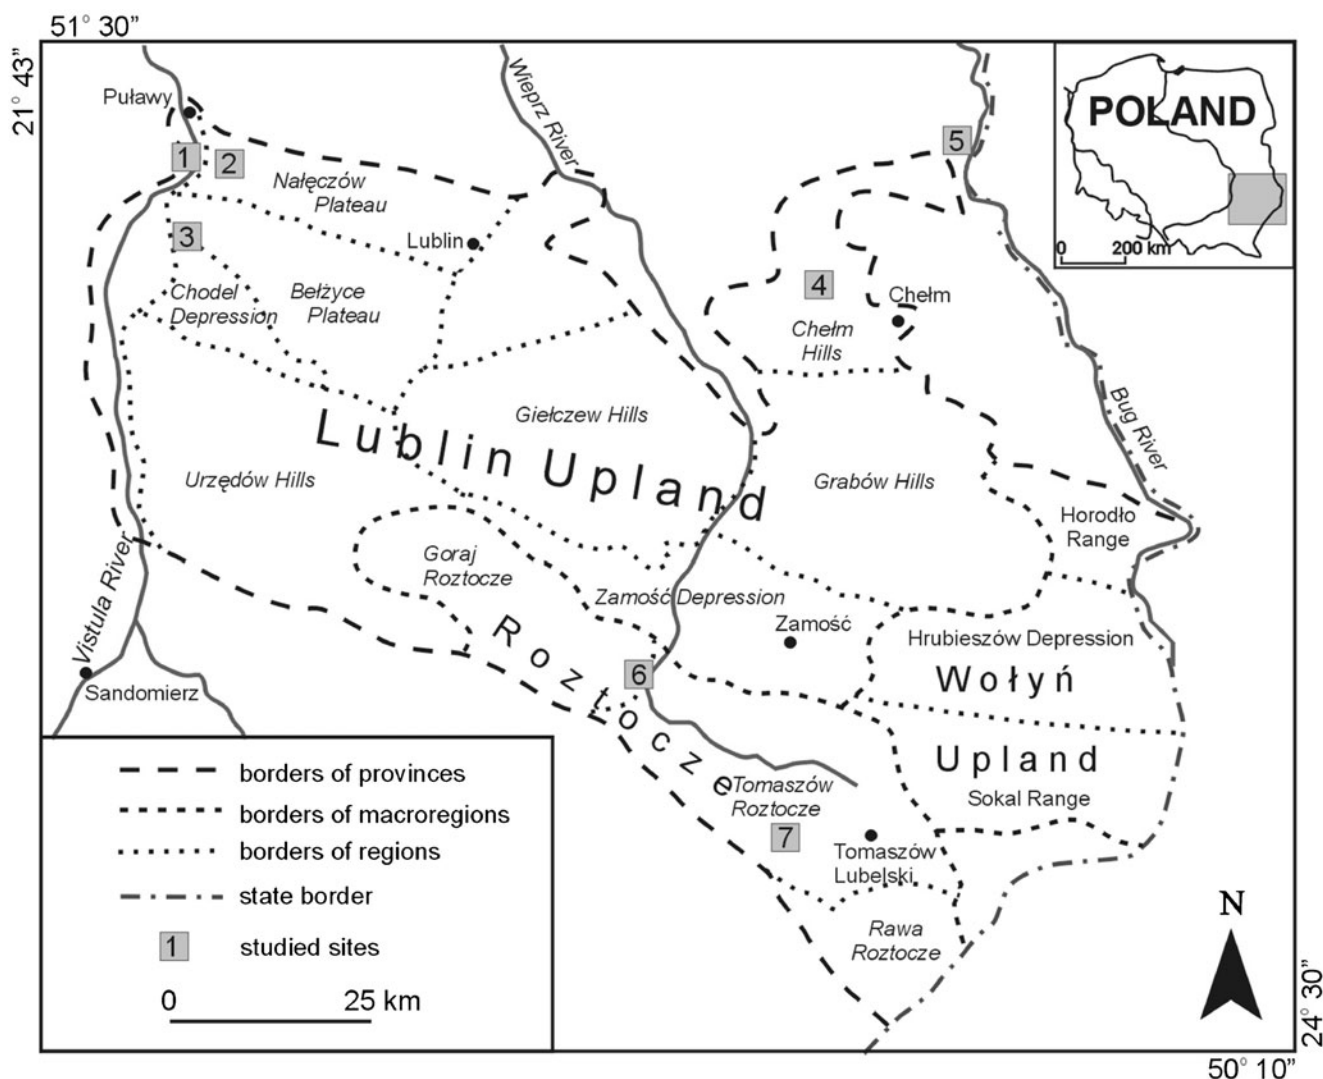 51° 30”
21° 43”
Puławy
Wieprz River
POLAND
0 200 km
1
2
5
Nałęczów
Plateau
3
Lublin
4
Chodel
Depression
Bełżyce
Plateau
Chełm
Chełm
Hills
Giełczew Hills
Bug River
Lublin Upland
Urzędów Hills
Grabów Hills
Horodło
Range
Goraj
Roztocze
Vistula River
Zamość Depression
Zamość
Hrubieszów Depression
Roztocze
6
Wołyń
Sandomierz
Upland
Sokal Range
Tomaszów
Roztocze
7
Tomaszów
Lubelski
Rawa
Roztocze
borders of provinces
borders of macroregions
borders of regions
state border
1 studied sites
0 25 km
N
24° 30”
50° 10”